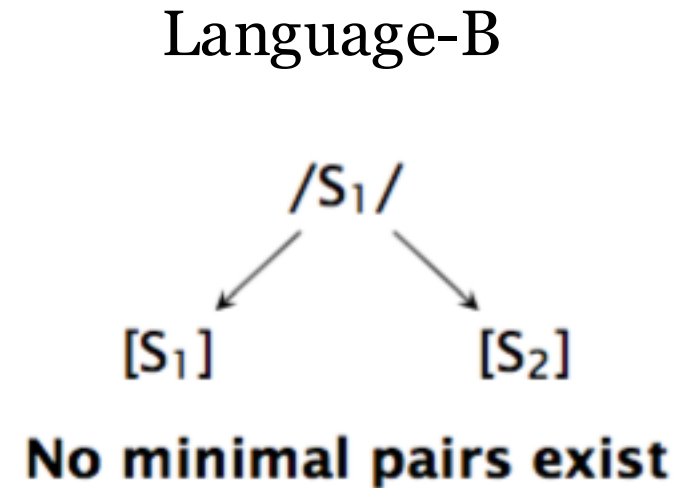 Language-B
/S₁/
[S₁] [S₂]
No minimal pairs exist